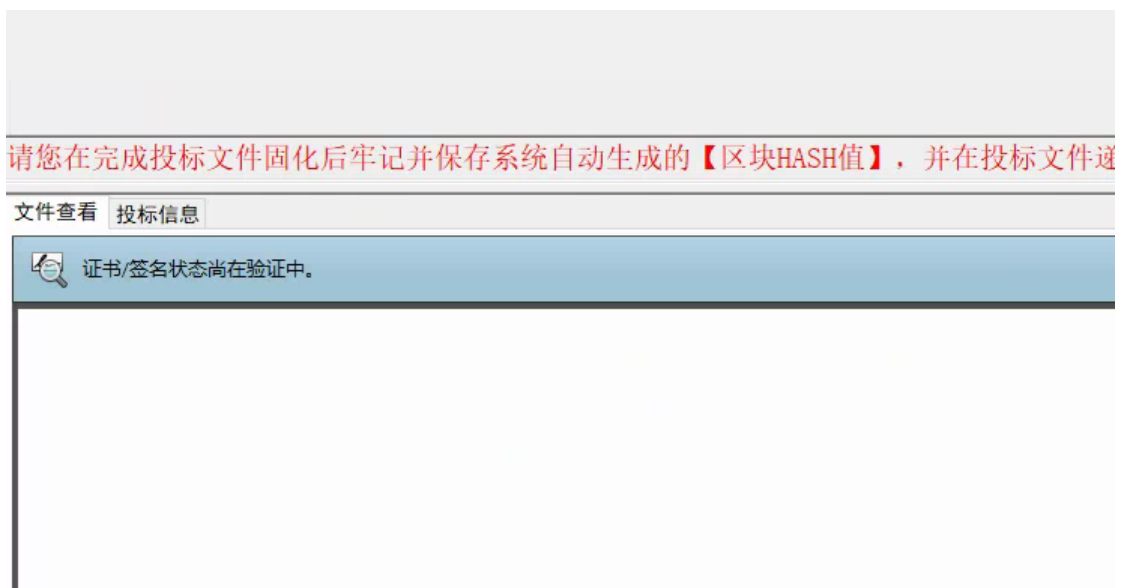 请您在完成投标文件固化后牢记并保存系统自动生成的【区块HASH值】，并在投标文件递
文件查看 投标信息
证书/签名状态尚在验证中。